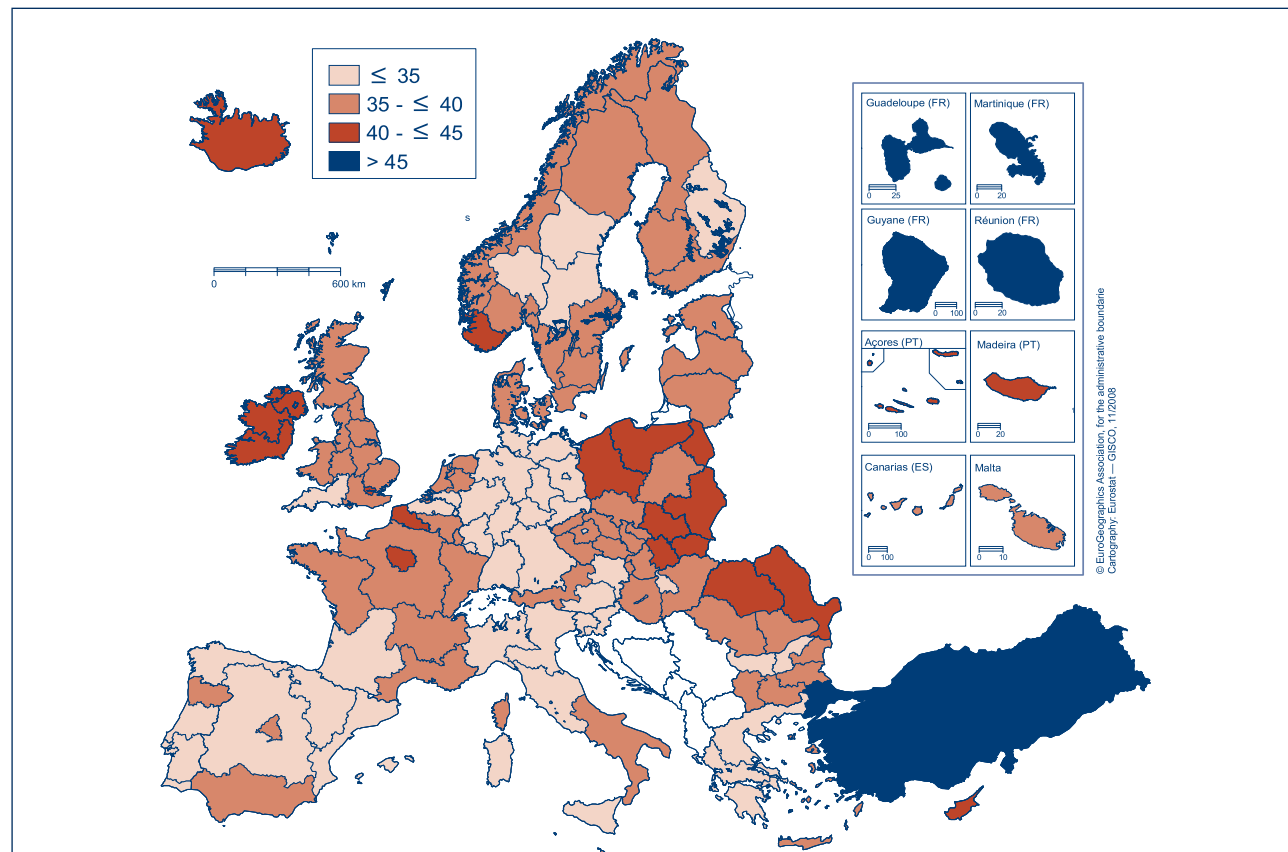 ≤ 35
35 - ≤ 40
40 - ≤ 45
> 45
s
0 600 km
Guadeloupe (FR)
0 25
Martinique (FR)
0 20
Guyane (FR)
0 100
Réunion (FR)
0 20
Açores (PT)
0 100
Madeira (PT)
0 20
Canarias (ES)
0 100
Malta
0 10
© EuroGeographics Association, for the administrative boundarie
Cartography: Eurostat — GISCO, 11/2008